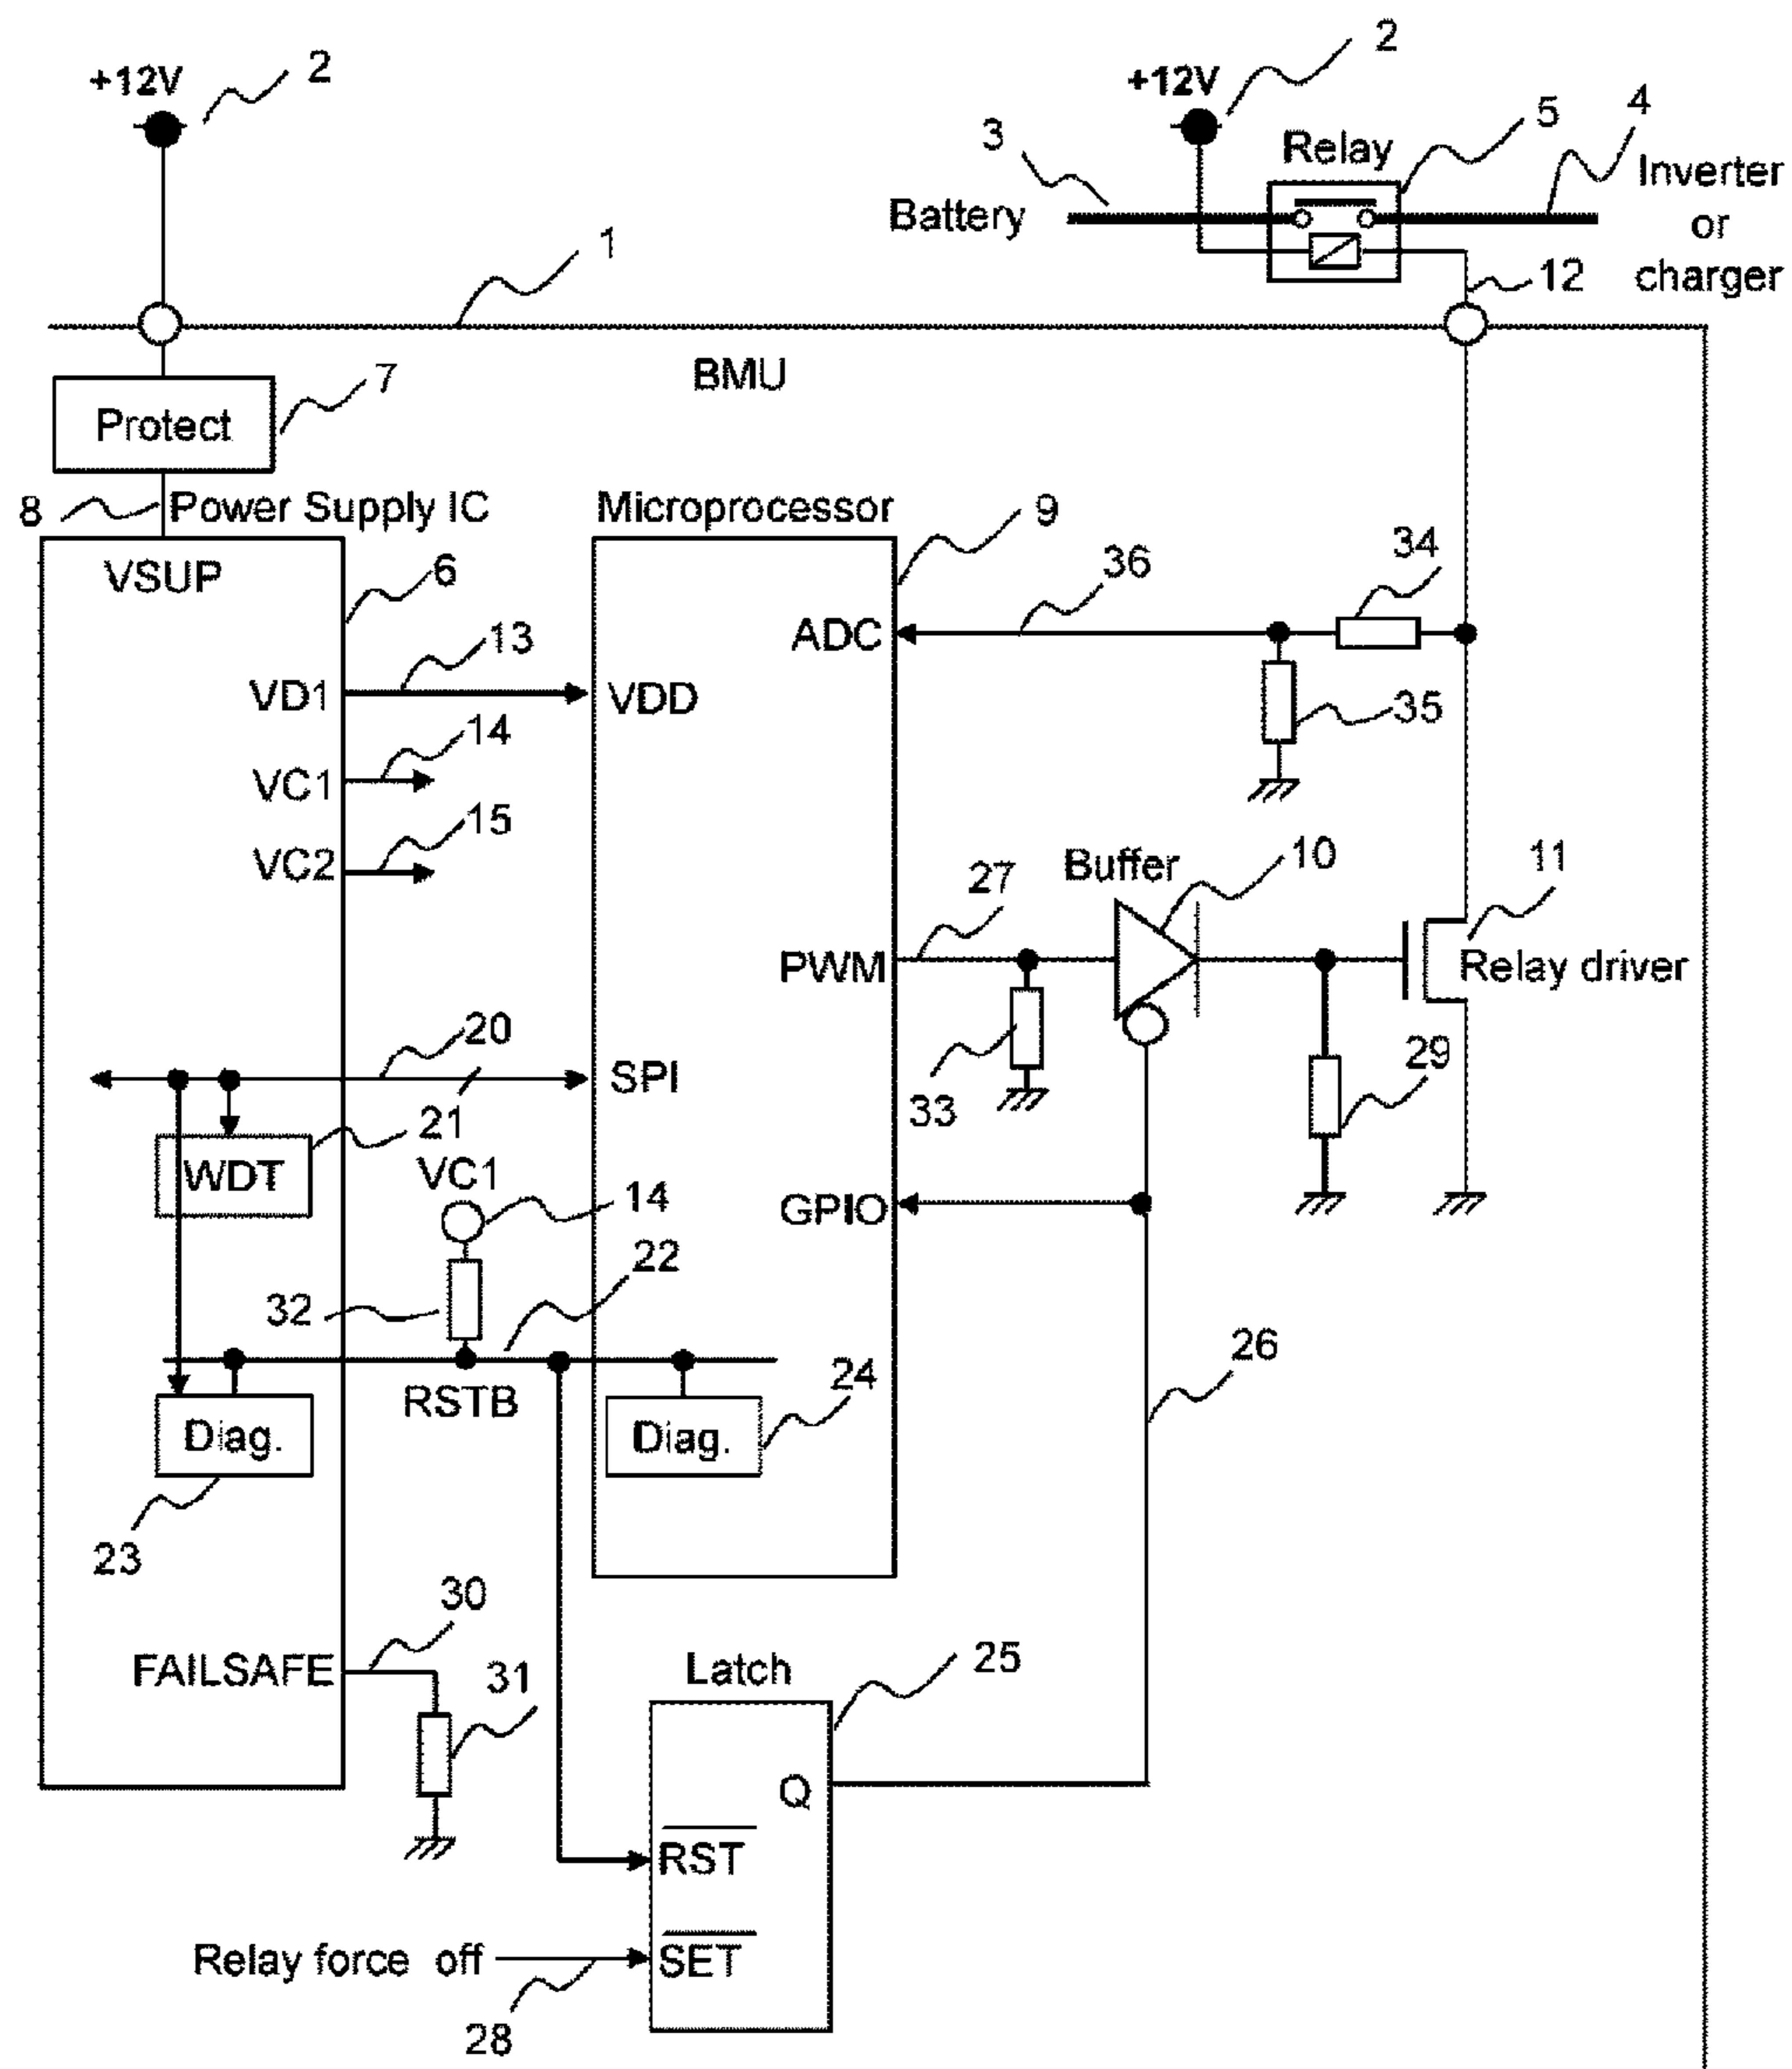 +12V
2
+12V
2
3
Relay
5
4
Battery
Inverter
or
charger
1
12
BMU
7
Protect
8
Power Supply IC
Microprocessor
9
VSUP
6
36
34
ADC
13
VD1
VDD
35
14
VC1
15
VC2
Buffer
10
27
11
PWM
Relay driver
20
SPI
29
33
21
WDT
VC1
14
GPIO
22
32
26
RSTB
24
Diag.
Diag.
23
30
FAILSAFE
31
Latch
25
Q
RST
Relay force off
SET
28